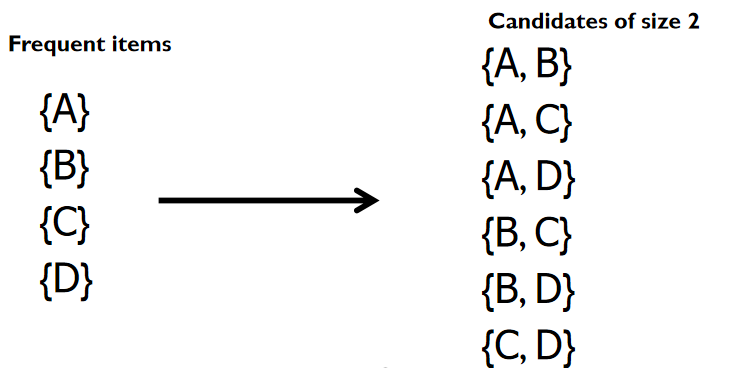 Frequent items
{A}
{B}
{C}
{D}
Candidates of size 2
{A, B}
{A, C}
{A, D}
{B, C}
{B, D}
{C, D}